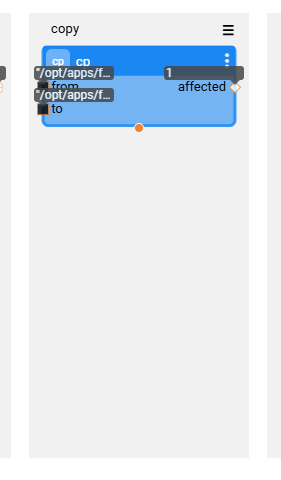 copy
cp cp
"/opt/apps/f... 1
from affected
"/opt/apps/f...
to